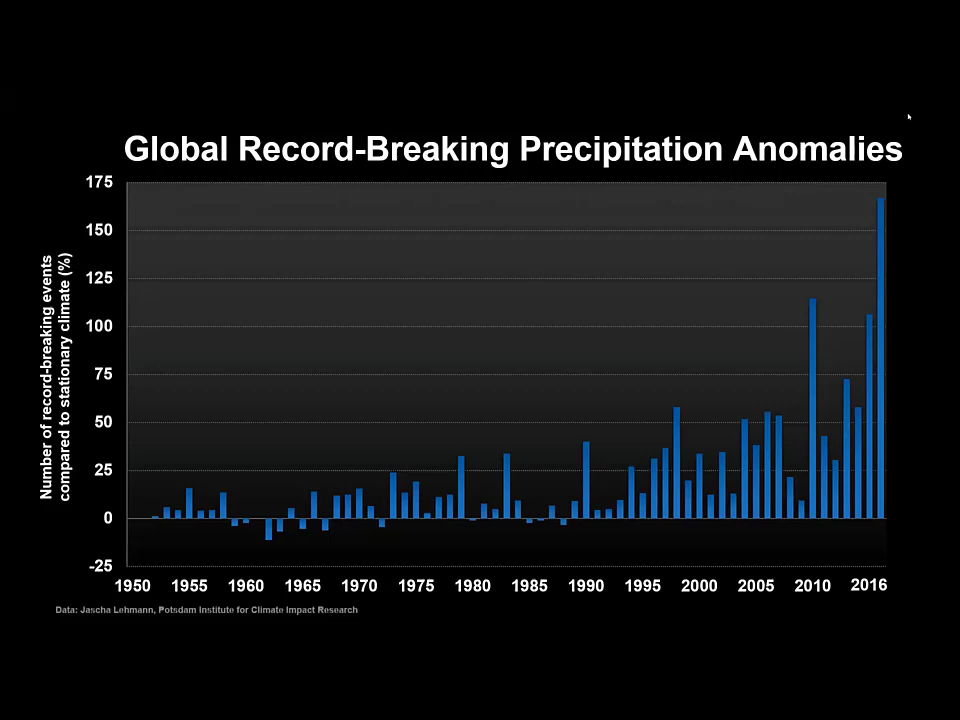 Global Record-Breaking Precipitation Anomalies
175
150
125
100
75
50
25
0
-25
Number of record-breaking events
compared to stationary climate (%)
1950 1955 1960 1965 1970 1975 1980 1985 1990 1995 2000 2005 2010 2016
Data: Jascha Lehmann, Potsdam Institute for Climate Impact Research